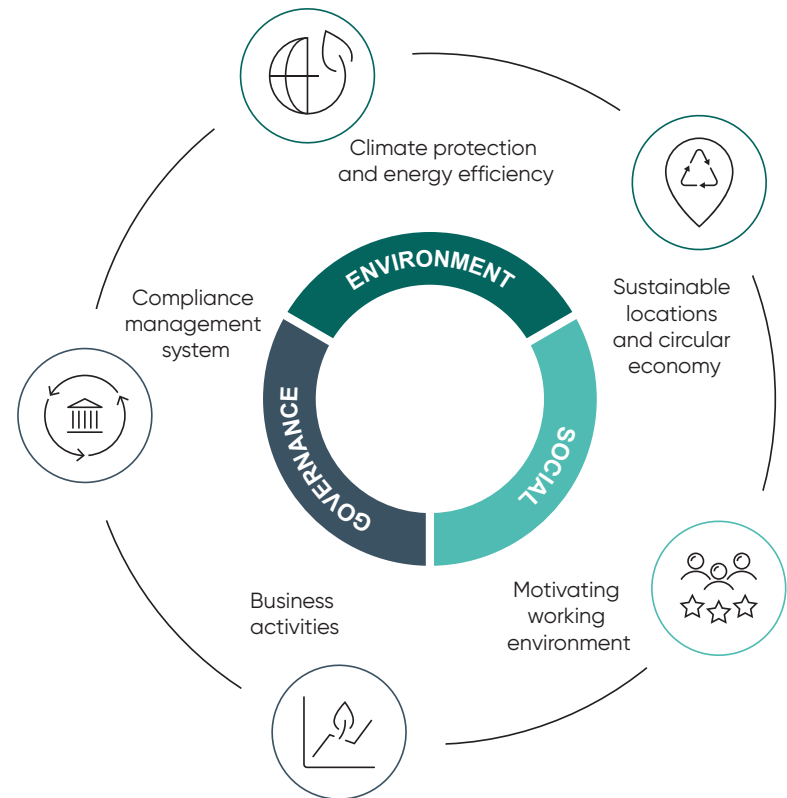 Climate protection
and energy efficiency
ENVIRONMENT
Compliance
management
system
Sustainable
locations
and circular
economy
GOVERNANCE
SOCIAL
Business
activities
Motivating
working
environment